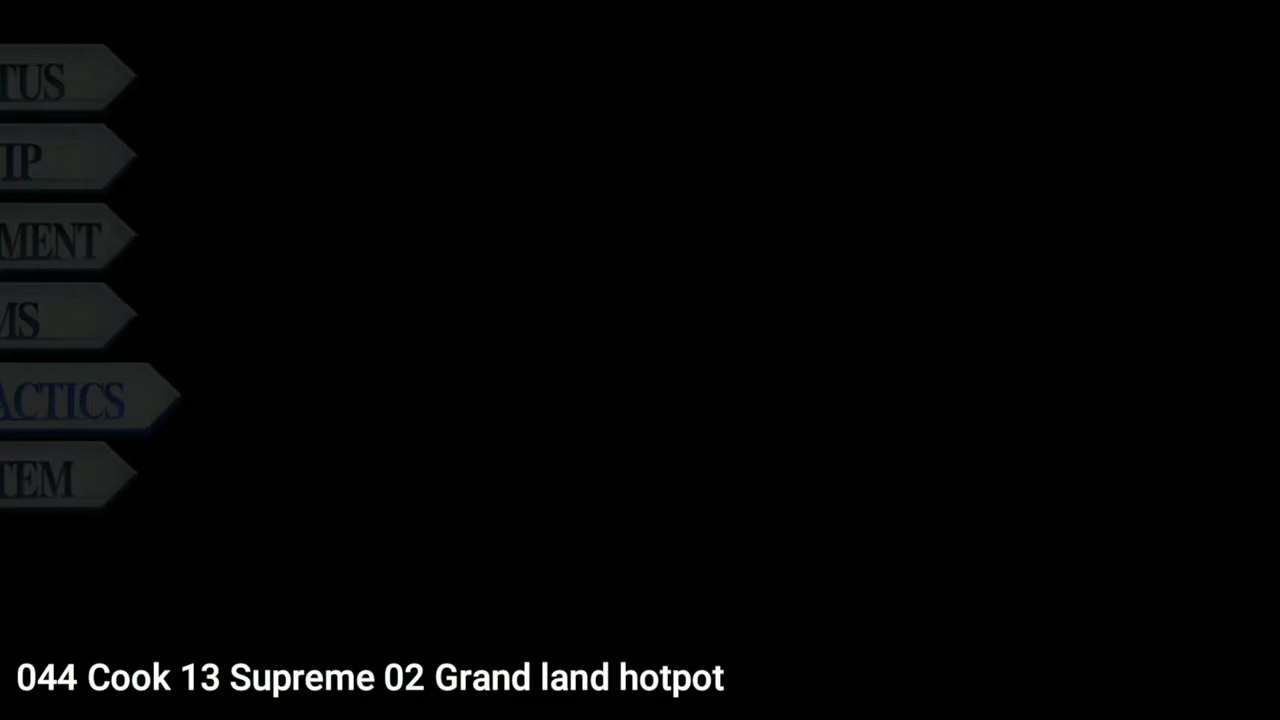 TUS
IP
MENT
MS
ACTICS
TEM
044 Cook 13 Supreme 02 Grand land hotpot